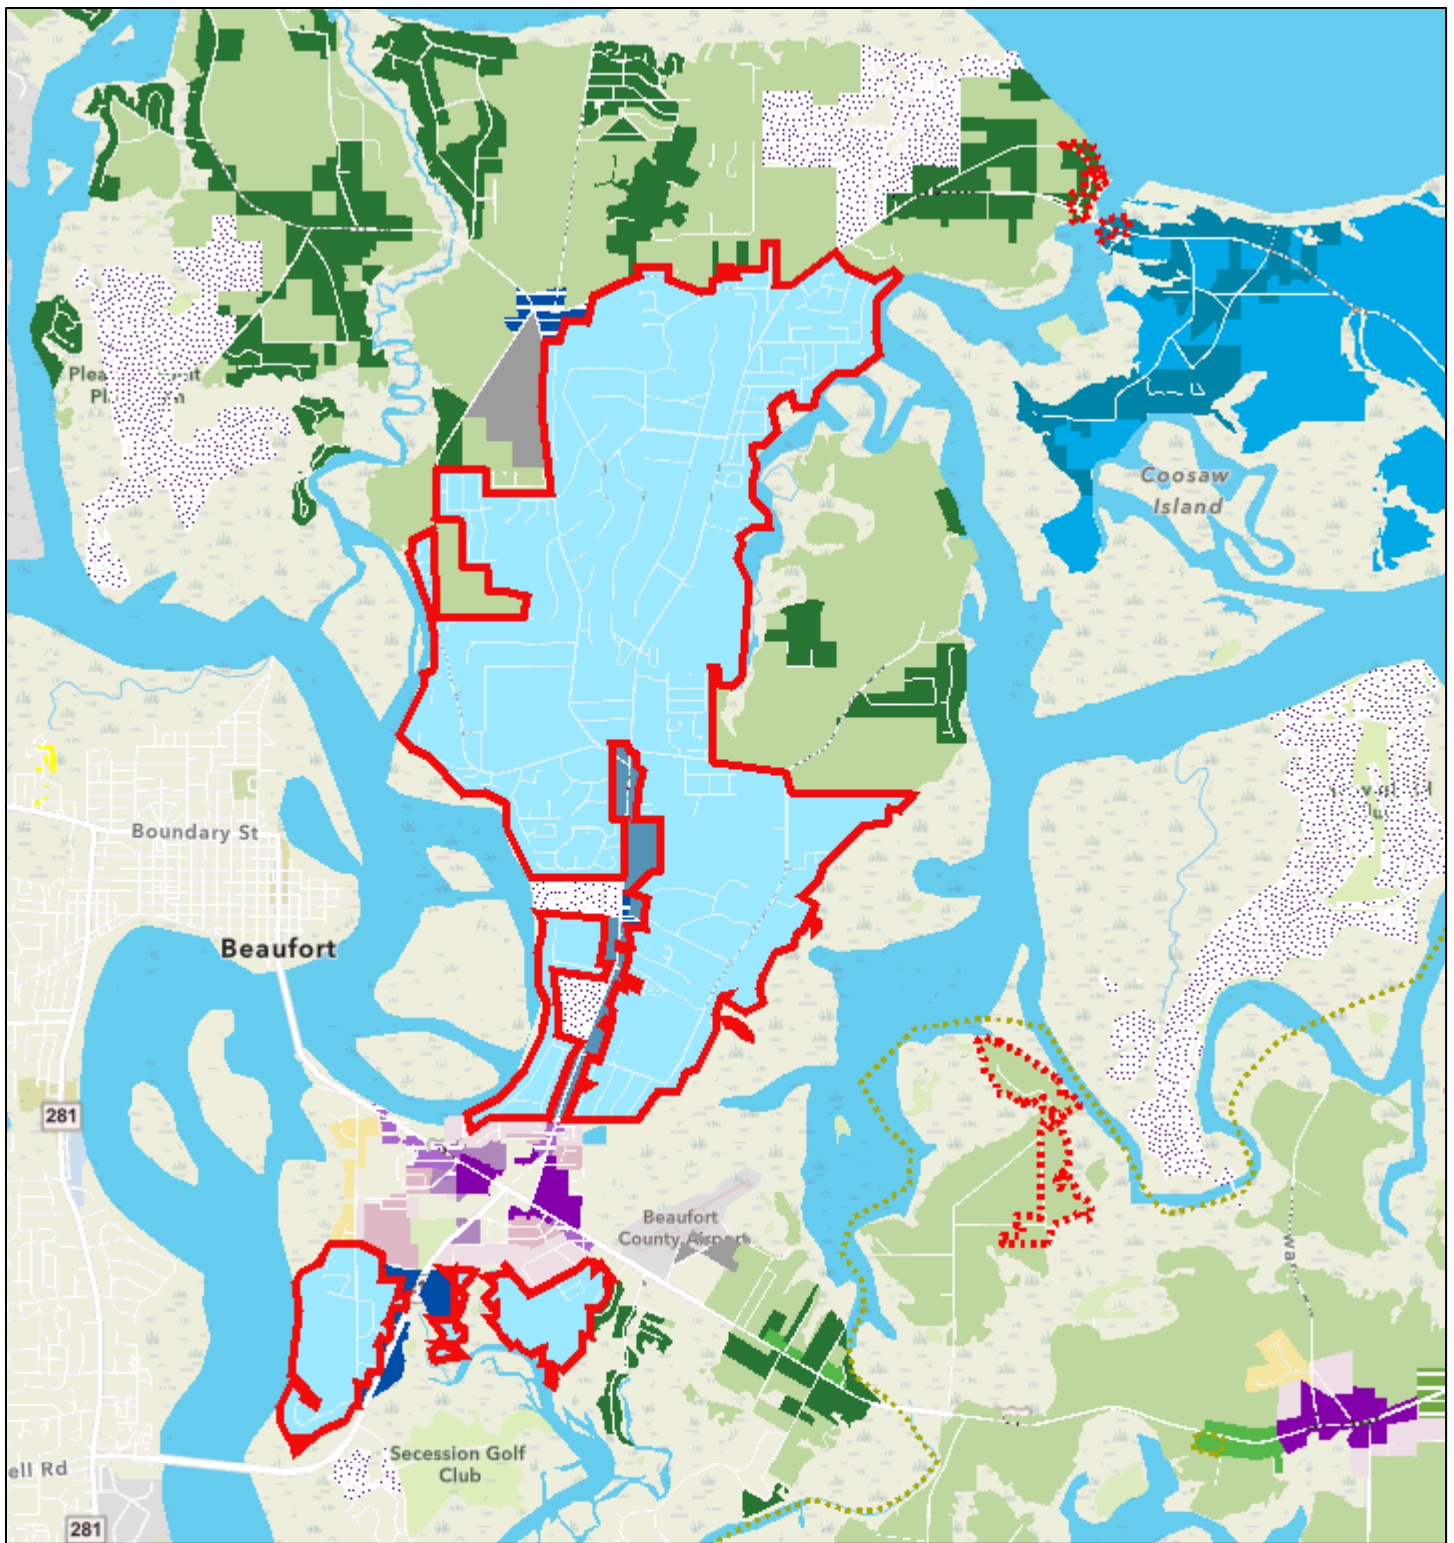 Coosaw
Island
Boundary St
Beaufort
281
Beaufort
County Airport
Secession Golf
Club
ell Rd
281